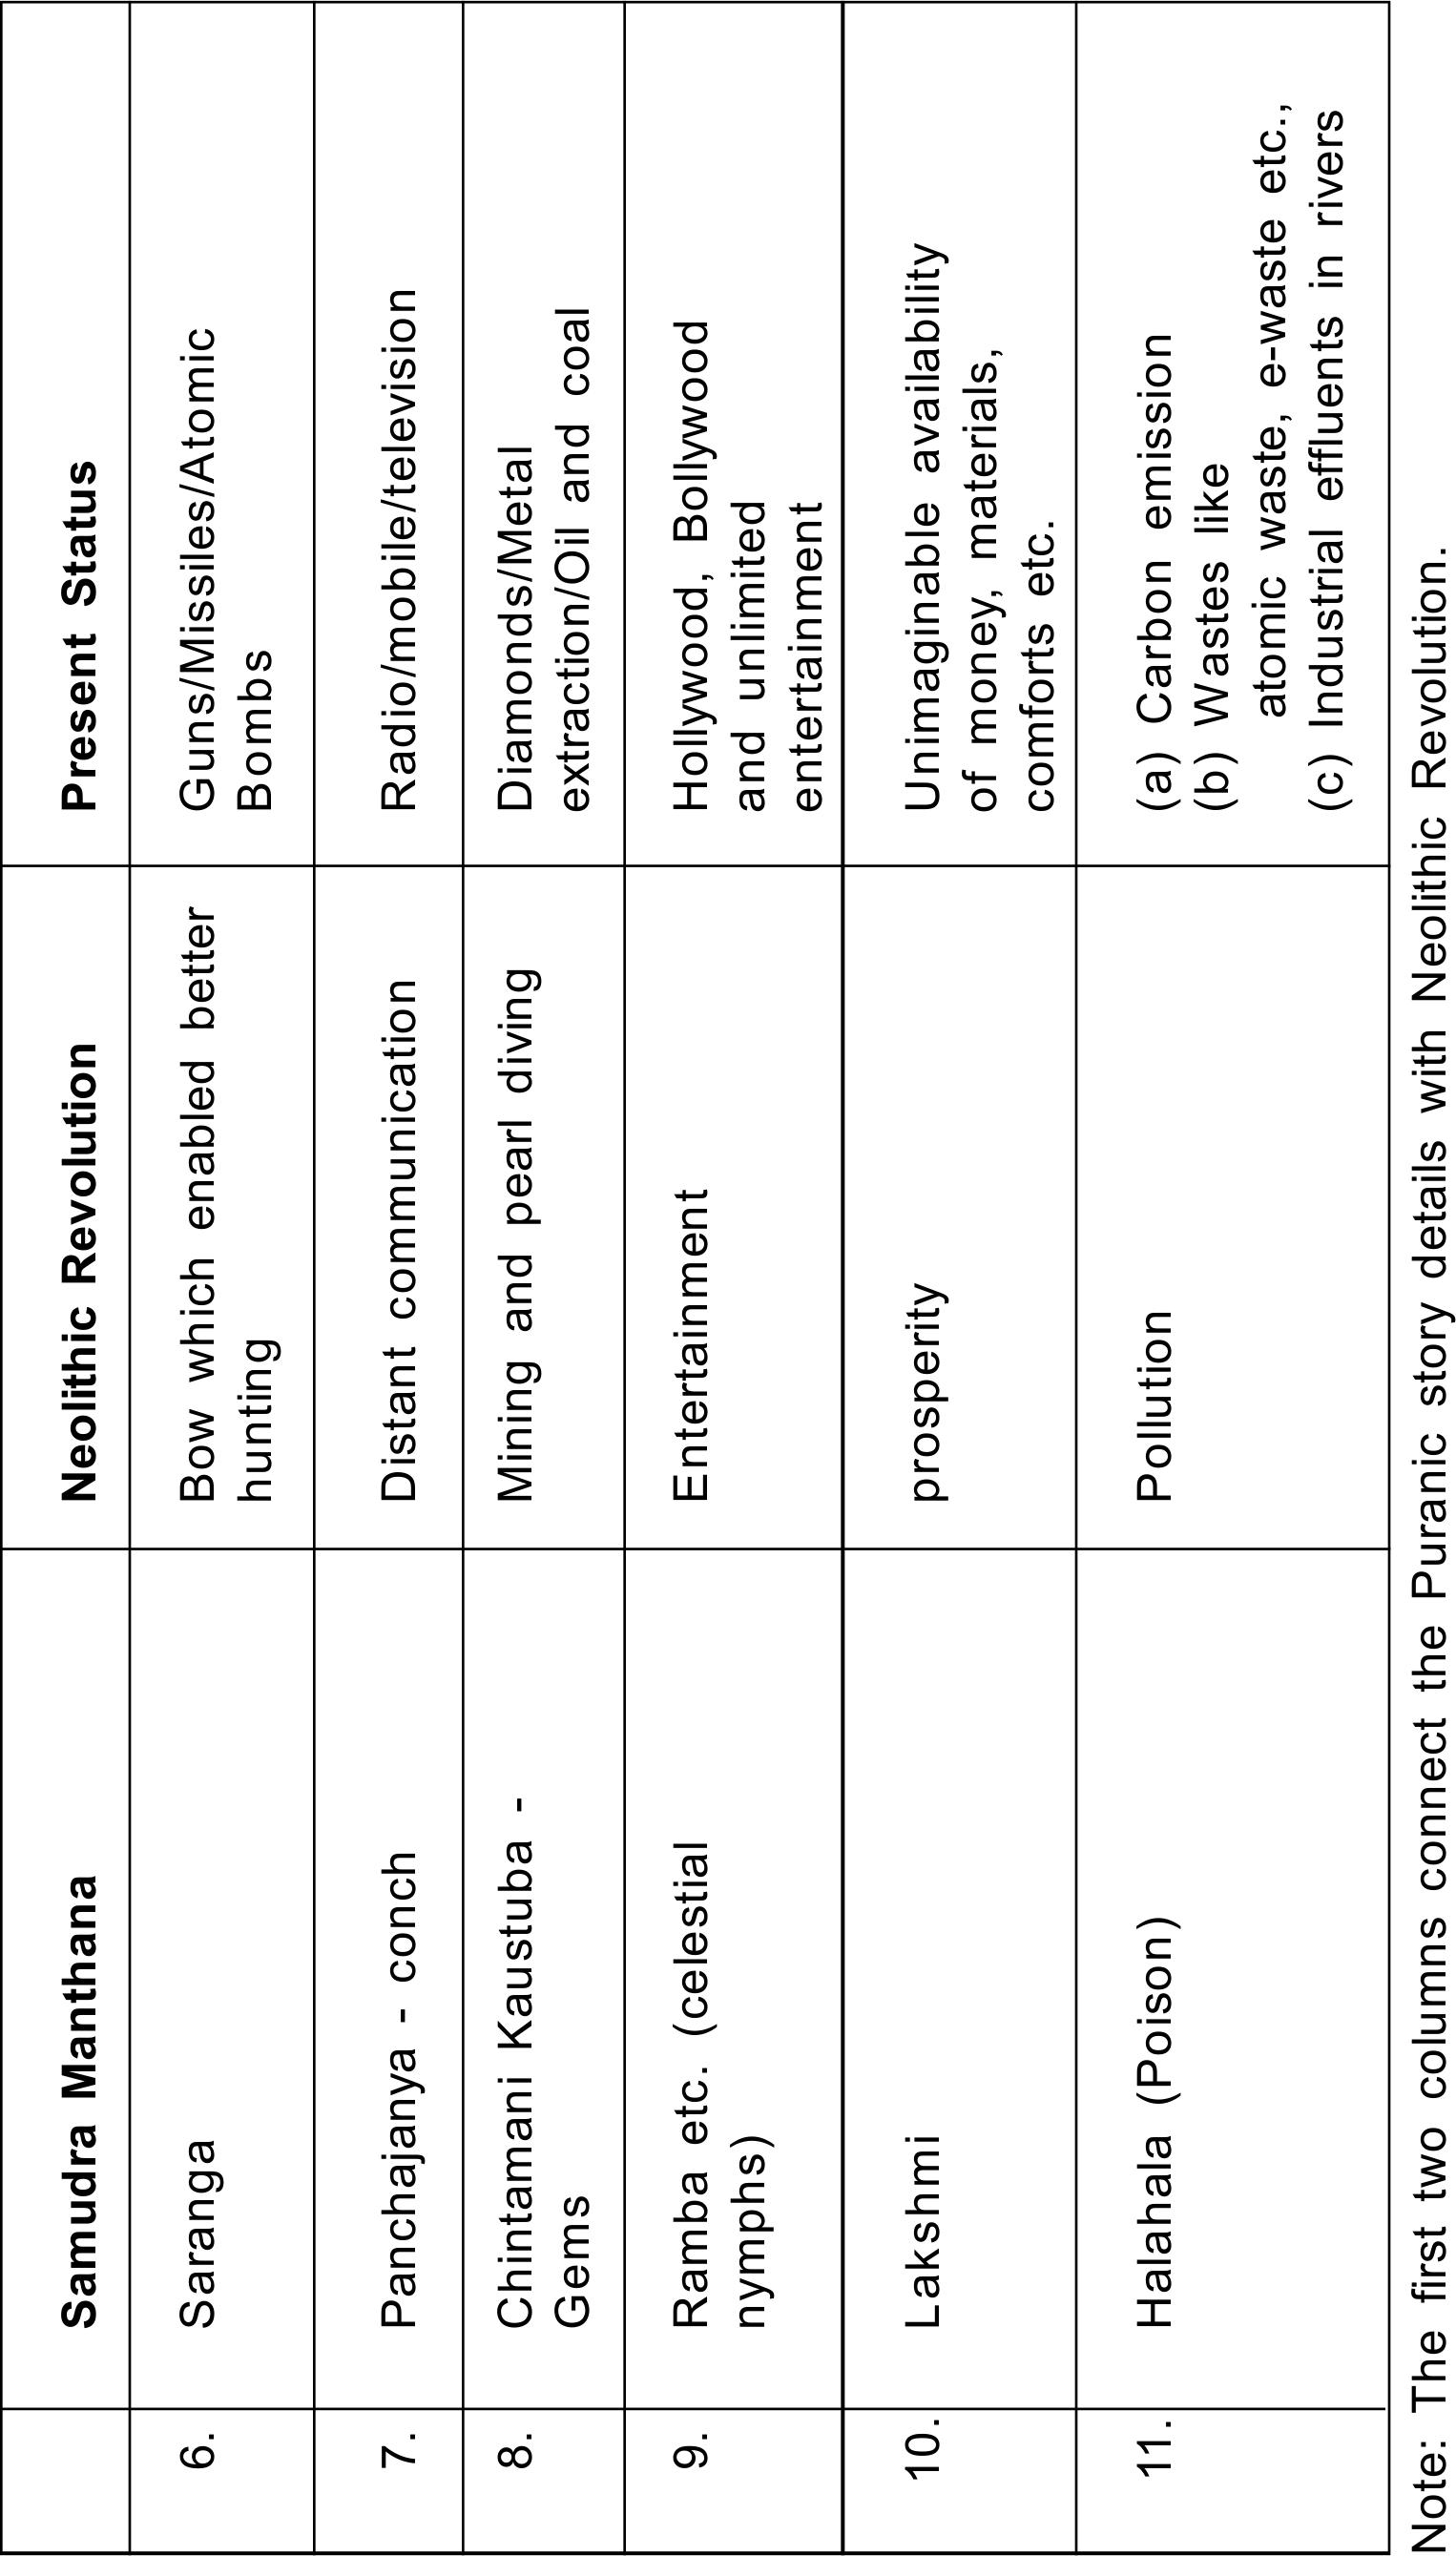 Samudra Manthana Neolithic Revolution Present Status
6. Saranga Bow which enabled better Guns/Missiles/Atomic
hunting Bombs
7. Panchajanya - conch Distant communication Radio/mobile/television
8. Chintamani Kaustuba - Mining and pearl diving Diamonds/Metal
Gems extraction/Oil and coal
9. Ramba etc. (celestial Entertainment Hollywood, Bollywood
nymphs) and unlimited
entertainment
10. Lakshmi prosperity Unimaginable availability
of money, materials,
comforts etc.
11. Halahala (Poison) Pollution (a) Carbon emission
(b) Wastes like
atomic waste, e-waste etc.,
(c) Industrial effluents in rivers
Note: The first two columns connect the Puranic story details with Neolithic Revolution.